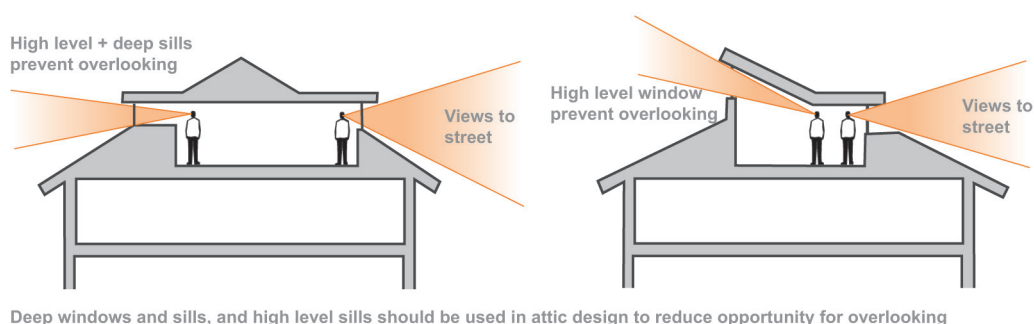 High level + deep sills
prevent overlooking
Views to
street
High level window
prevent overlooking
Views to
street
Deep windows and sills, and high level sills should be used in attic design to reduce opportunity for overlooking